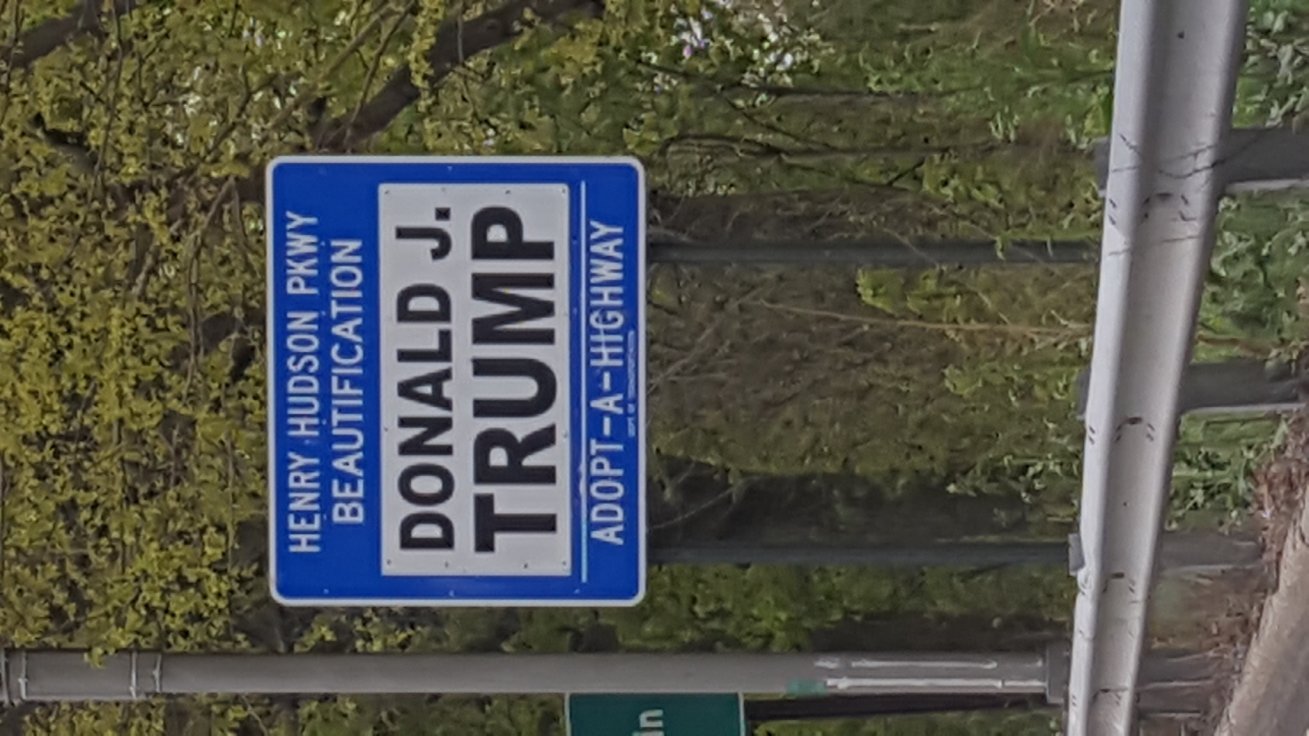 HENRY HUDSON PKWY
BEAUTIFICATION
DONALD J.
TRUMP
ADOPT-A-HIGHWAY